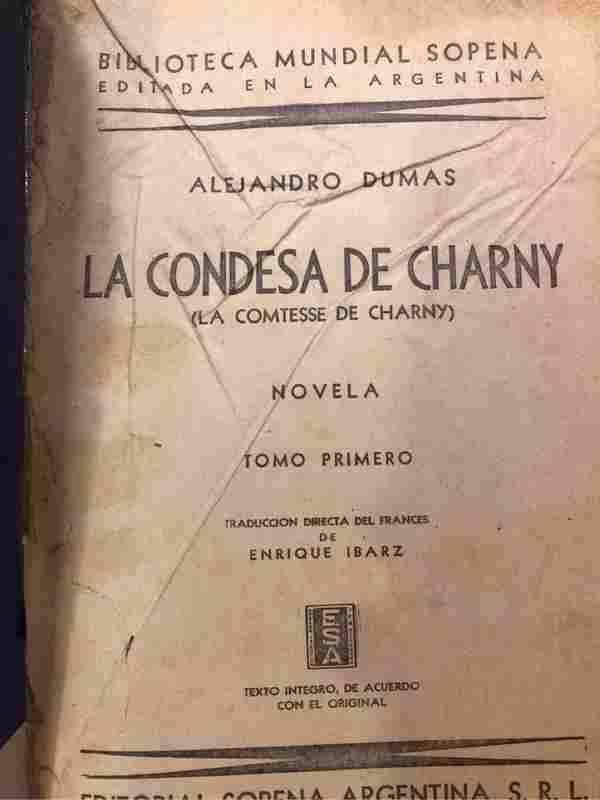 BIBLIOTECA MUNDIAL SOPENA
EDITADA EN LA ARGENTINA
ALEJANDRO DUMAS
LA CONDESA DE CHARNY
(LA COMTESSE DE CHARNY)
NOVELA
TOMO PRIMERO
TRADUCCION DIRECTA DEL FRANCES
DE
ENRIQUE IBARZ
ESA
TEXTO INTEGRO, DE ACUERDO
CON EL ORIGINAL
EDITORIAL SOPENA ARGENTINA, S. R. L.